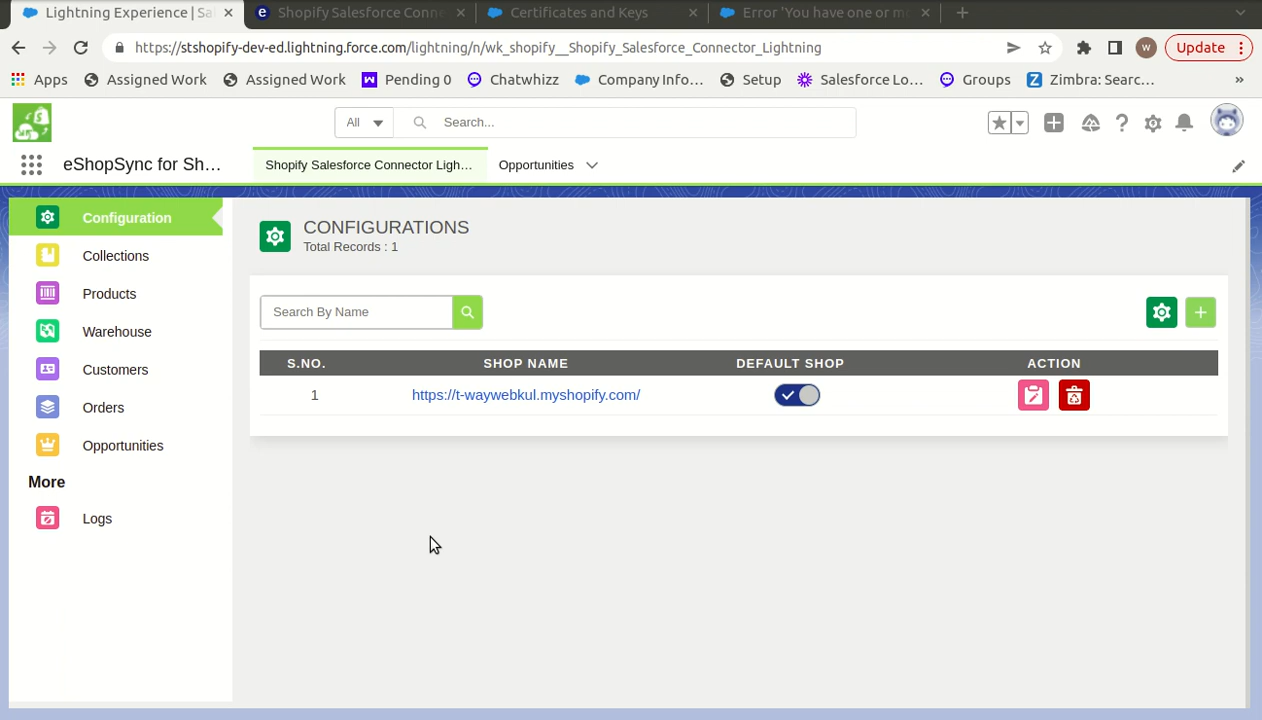 Lightning Experience | Sa
Shopify Salesforce Conne
Certificates and Keys
Error 'You have one or mo
https://stshopify-dev-ed.lightning.force.com/lightning/n/wk_shopify__Shopify_Salesforce_Connector_Lightning
W
Update
Apps
Assigned Work
Assigned Work
Pending 0
Chatwhizz
Company Info...
Setup
Salesforce Lo...
Groups
Zimbra: Searc...
»
All
Search...
eShopSync for Sh...
Shopify Salesforce Connector Ligh...
Opportunities
Configuration
Collections
Products
Warehouse
Customers
Orders
Opportunities
More
Logs
CONFIGURATIONS
Total Records : 1
Search By Name
S.NO. SHOP NAME DEFAULT SHOP ACTION
1 https://t-waywebkul.myshopify.com/